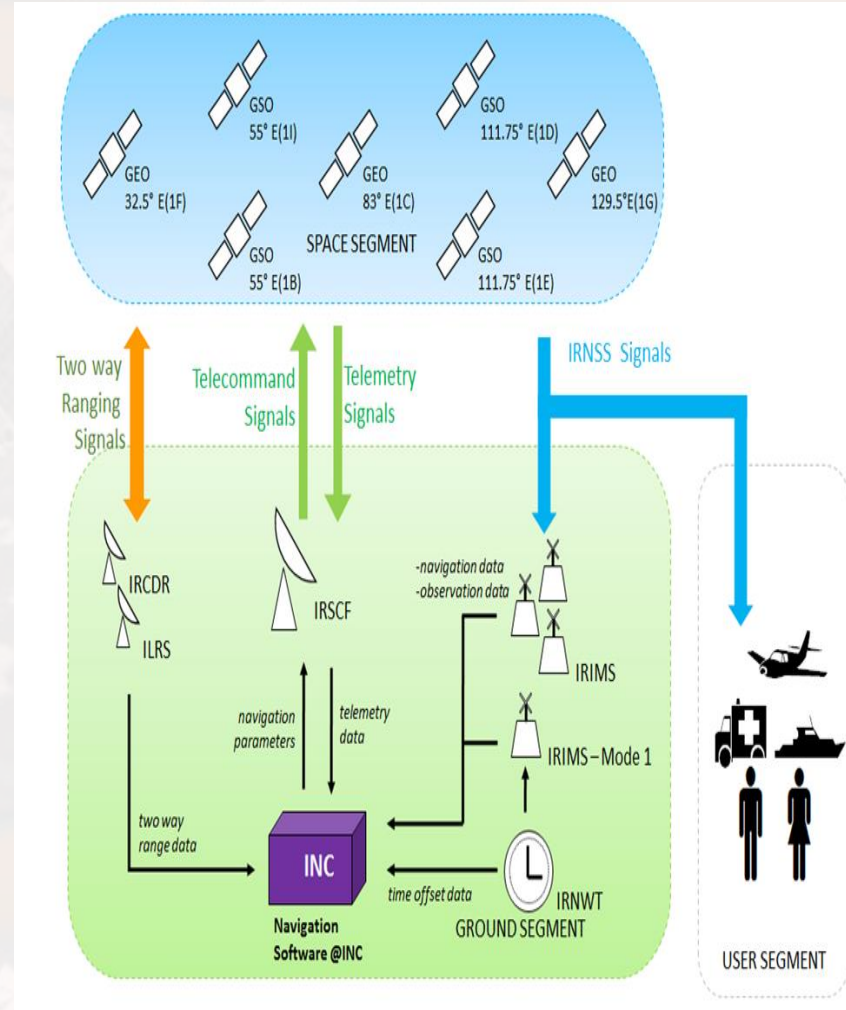 GSO
55° E(1I)
GSO
111.75° E(1D)
GEO
32.5° E(1F)
GEO
83° E(1C)
GEO
129.5°E(1G)
SPACE SEGMENT
GSO
55° E(1B)
GSO
111.75° E(1E)
Two way
Ranging
Signals
Telecommand
Signals
Telemetry
Signals
IRNSS Signals
IRCDR
ILRS
IRSCF
-navigation data
-observation data
IRIMS
navigation
parameters
telemetry
data
IRIMS – Mode 1
two way
range data
INC
time offset data
IRNWT
Navigation
Software @INC
GROUND SEGMENT
USER SEGMENT